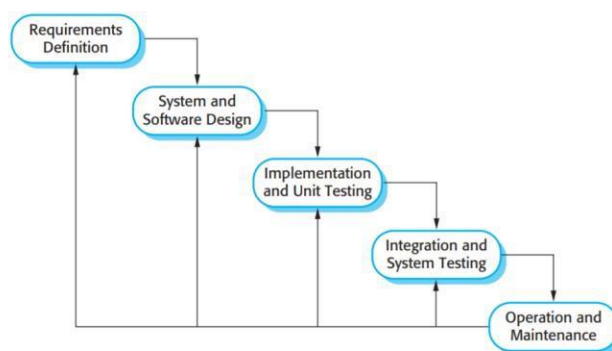 Requirements
Definition
System and
Software Design
Implementation
and Unit Testing
Integration and
System Testing
Operation and
Maintenance